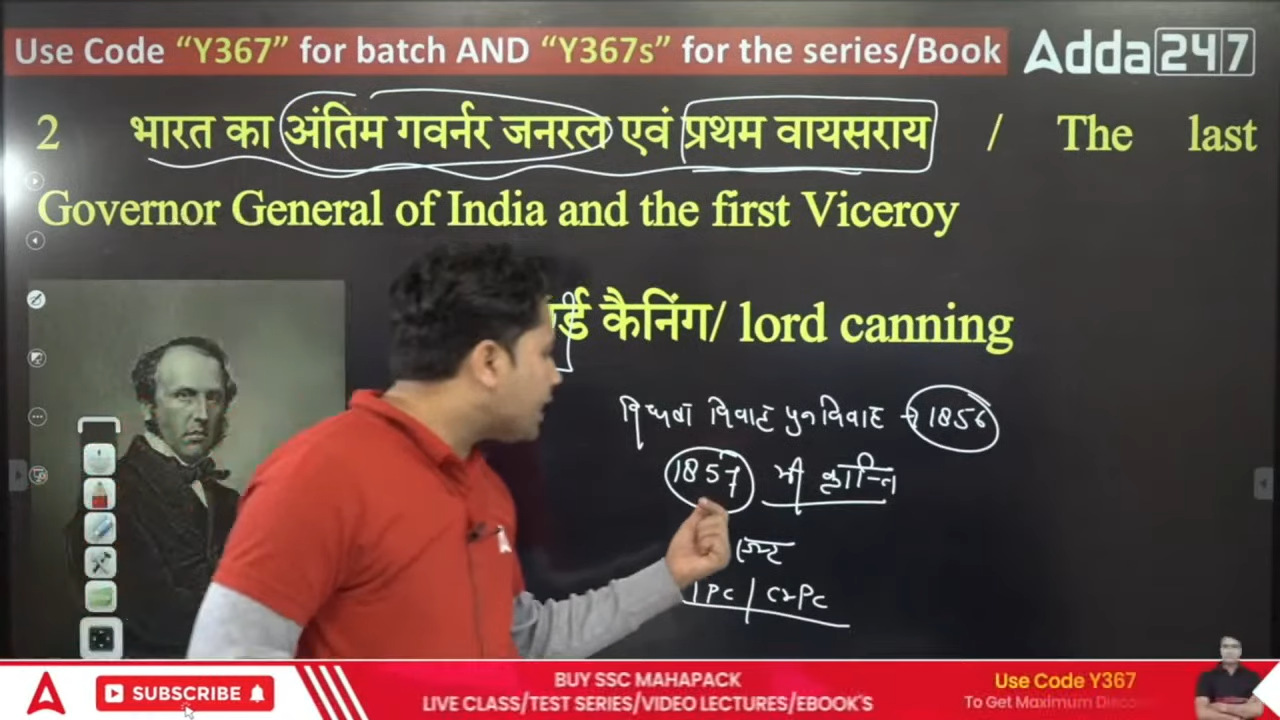 Use Code “Y367” for batch AND “Y367s” for the series/Book
Adda247
2 भारत का अंतिम गवर्नर जनरल एवं प्रथम वायसराय / The last
Governor General of India and the first Viceroy
र्ड कैनिंग/ lord canning
विधवा विवाह पुनर्विवाह → 1856
1857 की क्रान्ति
बजट
IPC | CrPC
SUBSCRIBE
BUY SSC MAHAPACK
LIVE CLASS/TEST SERIES/VIDEO LECTURES/EBOOK'S
Use Code Y367
To Get Maximum